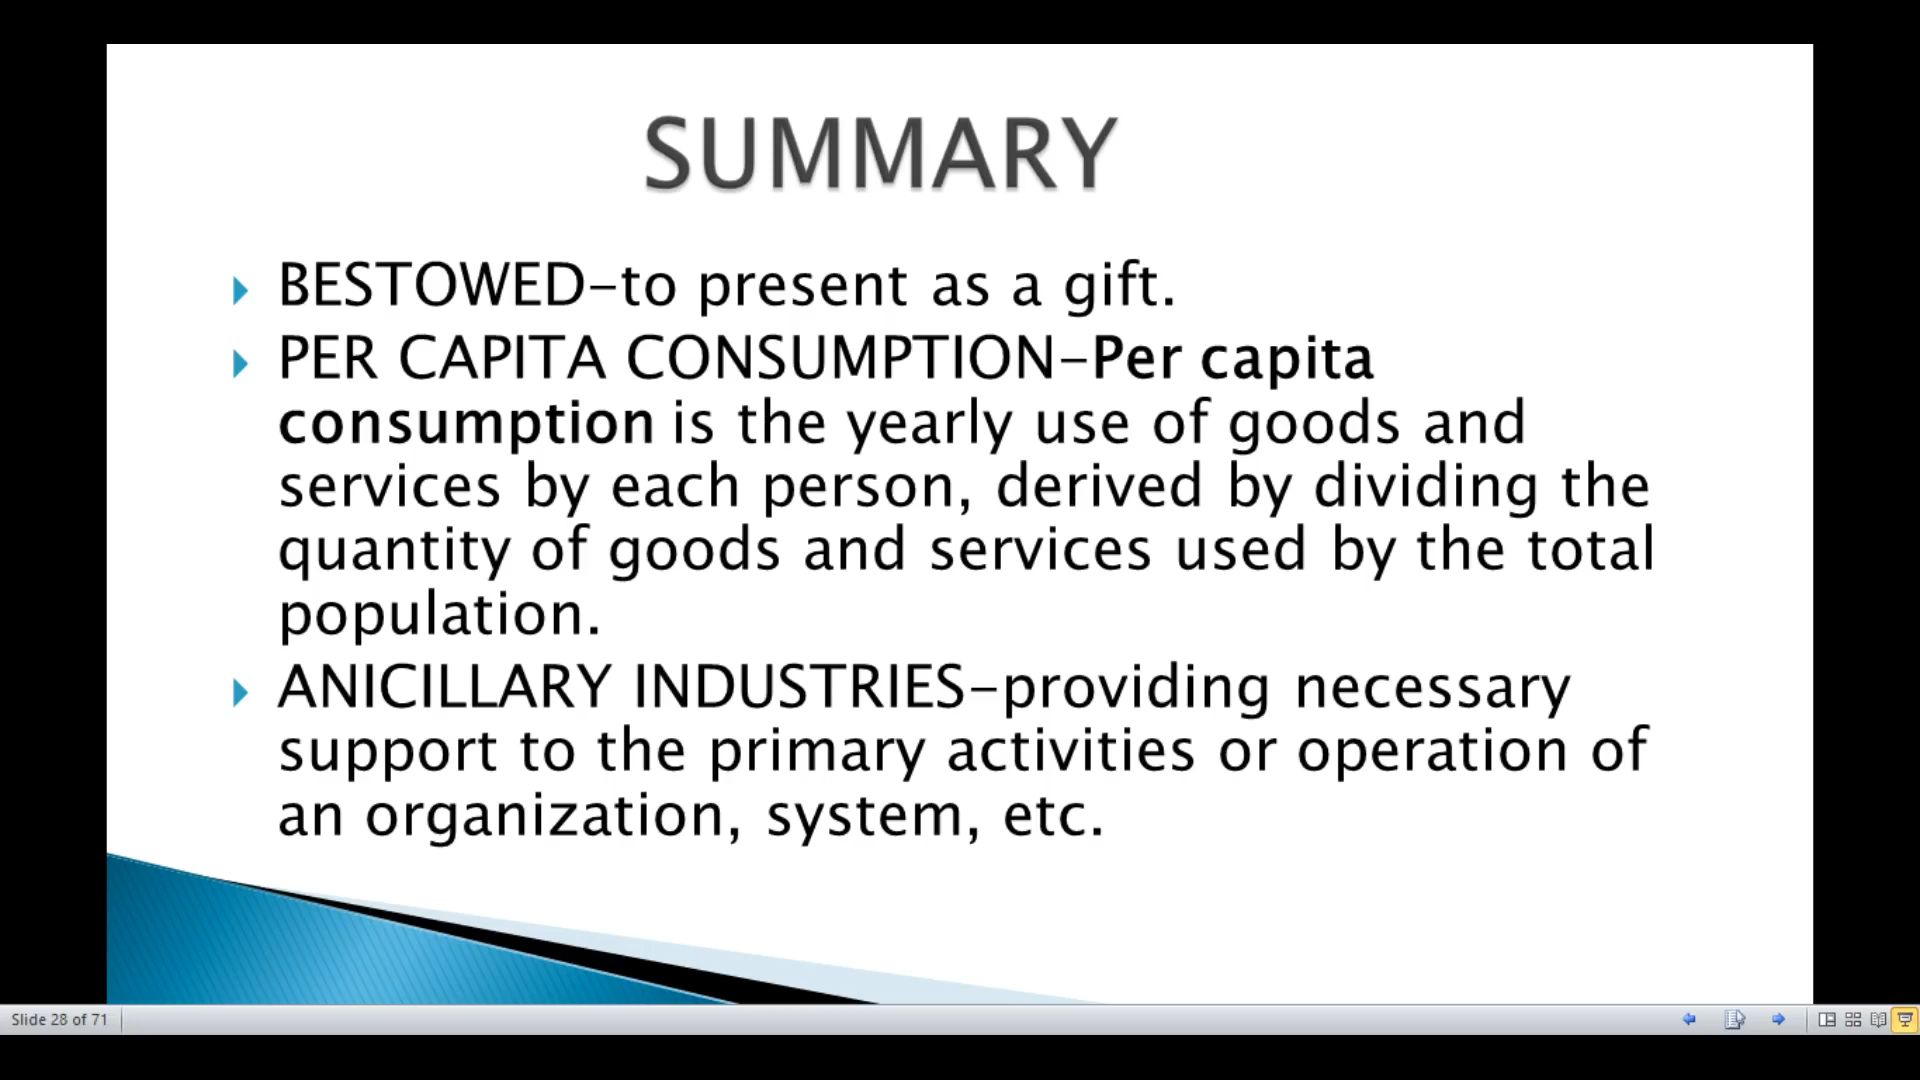 SUMMARY
BESTOWED-to present as a gift.
PER CAPITA CONSUMPTION-Per capita
consumption is the yearly use of goods and
services by each person, derived by dividing the
quantity of goods and services used by the total
population.
ANICILLARY INDUSTRIES-providing necessary
support to the primary activities or operation of
an organization, system, etc.
Slide 28 of 71